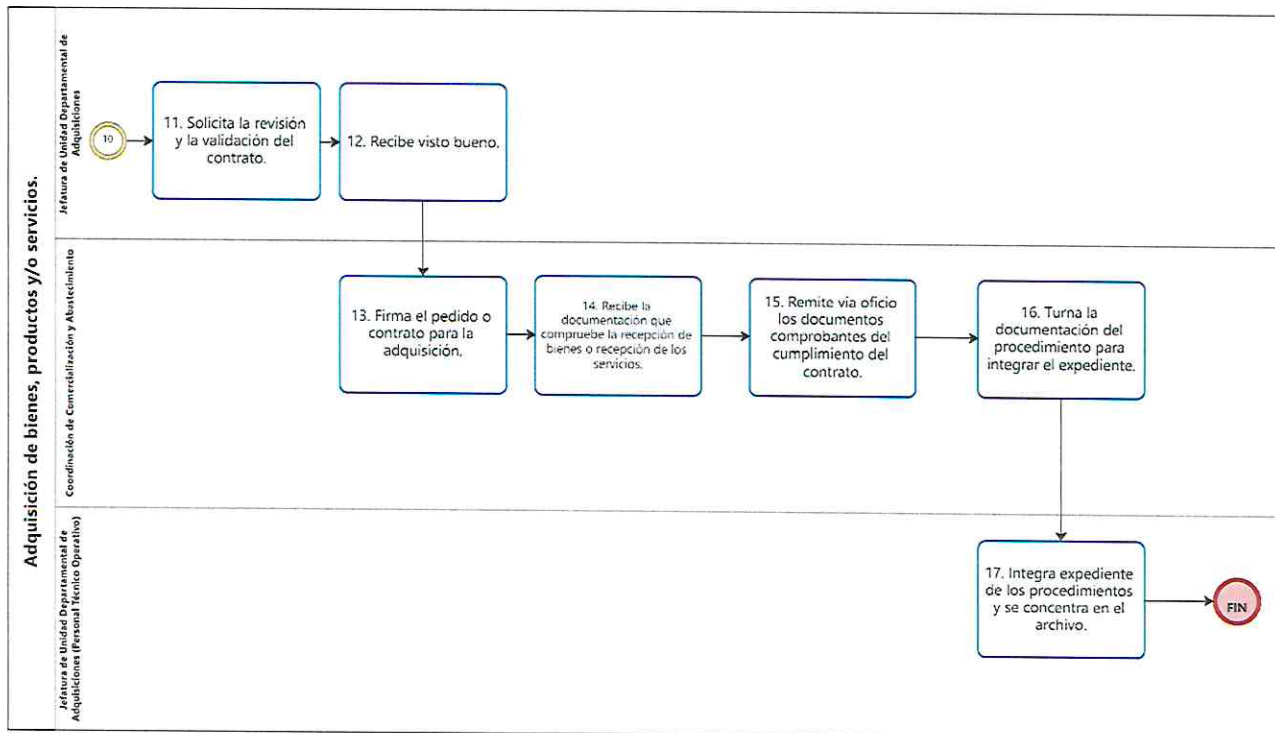 Adquisición de bienes, productos y/o servicios.
Jefatura de Unidad Departamental de
Adquisiciones
10
11. Solicita la revisión
y la validación del
contrato.
12. Recibe visto bueno.
Coordinación de Comercialización y Abastecimiento
13. Firma el pedido o
contrato para la
adquisición.
14. Recibe la
documentación que
compruebe la recepción de
bienes o recepción de los
servicios.
15. Remite vía oficio
los documentos
comprobantes del
cumplimiento del
contrato.
16. Turna la
documentación del
procedimiento para
integrar el expediente.
Jefatura de Unidad Departamental de
Adquisiciones (Personal Técnico Operativo)
17. Integra expediente
de los procedimientos
y se concentra en el
archivo.
FIN